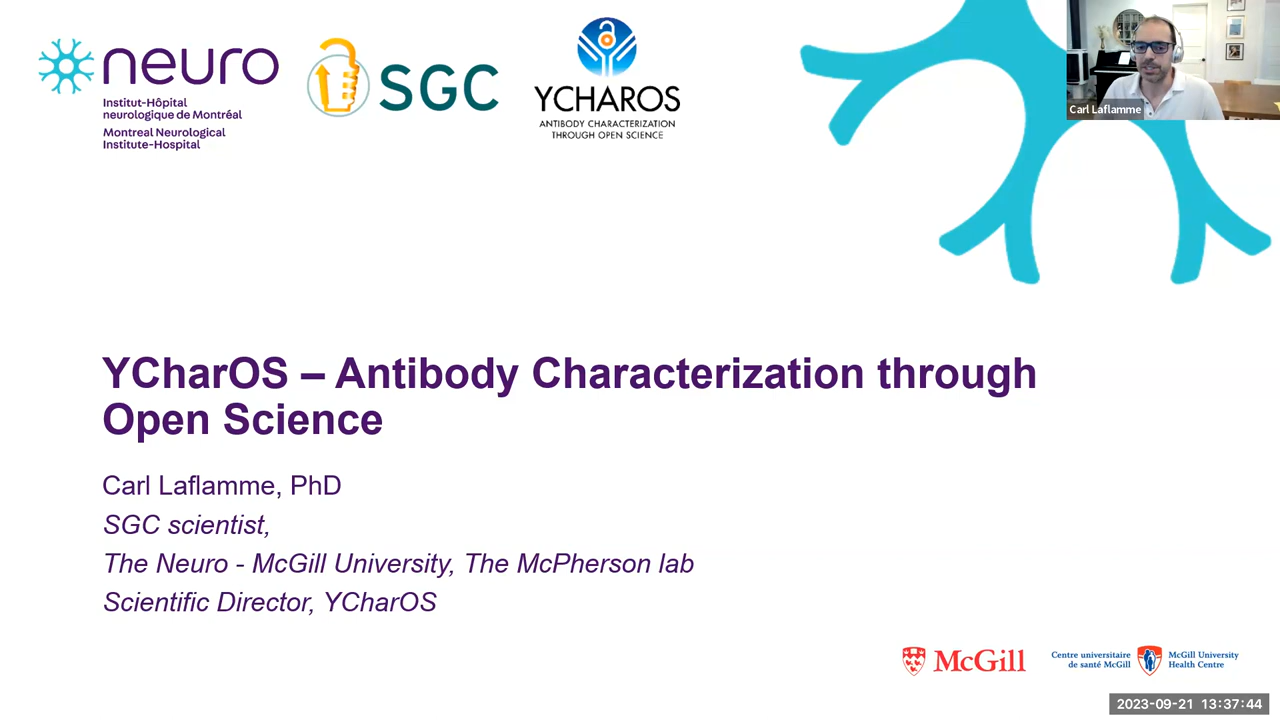 neuro
Institut-Hôpital
neurologique de Montréal
Montreal Neurological
Institute-Hospital
SGC
YCHAROS
ANTIBODY CHARACTERIZATION
THROUGH OPEN SCIENCE
Carl Laflamme
YCharOS – Antibody Characterization through
Open Science
Carl Laflamme, PhD
SGC scientist,
The Neuro - McGill University, The McPherson lab
Scientific Director, YCharOS
McGill
Centre universitaire
de santé McGill
McGill University
Health Centre
2023-09-21 13:37:44